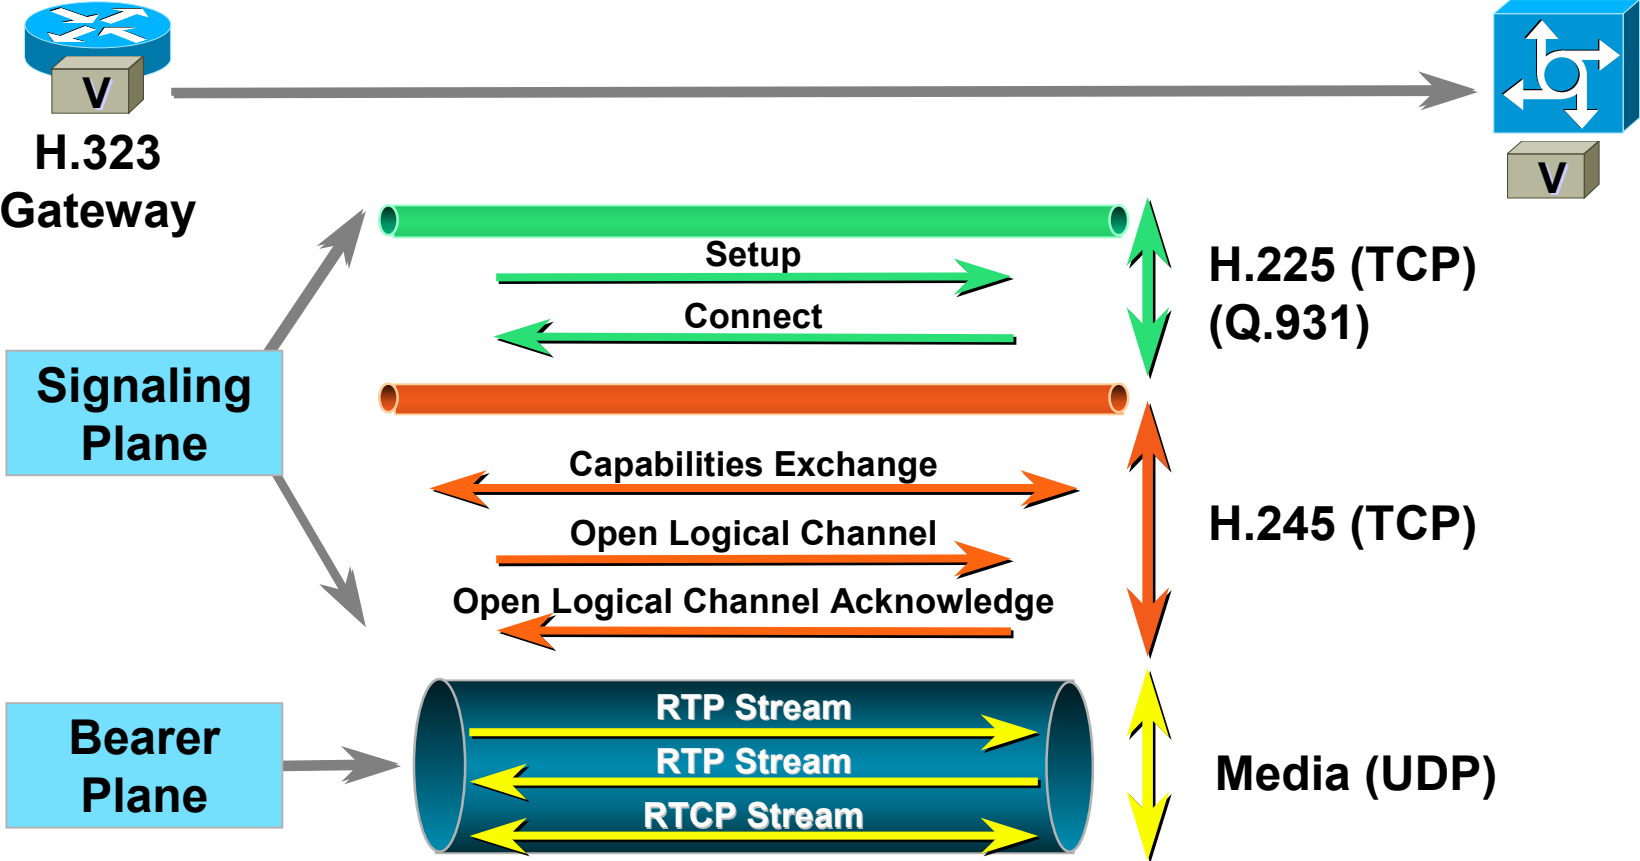 V
H.323
Gateway
V
Setup
Connect
H.225 (TCP)
(Q.931)
Signaling
Plane
Capabilities Exchange
Open Logical Channel
Open Logical Channel Acknowledge
H.245 (TCP)
Bearer
Plane
RTP Stream
RTP Stream
RTCP Stream
Media (UDP)